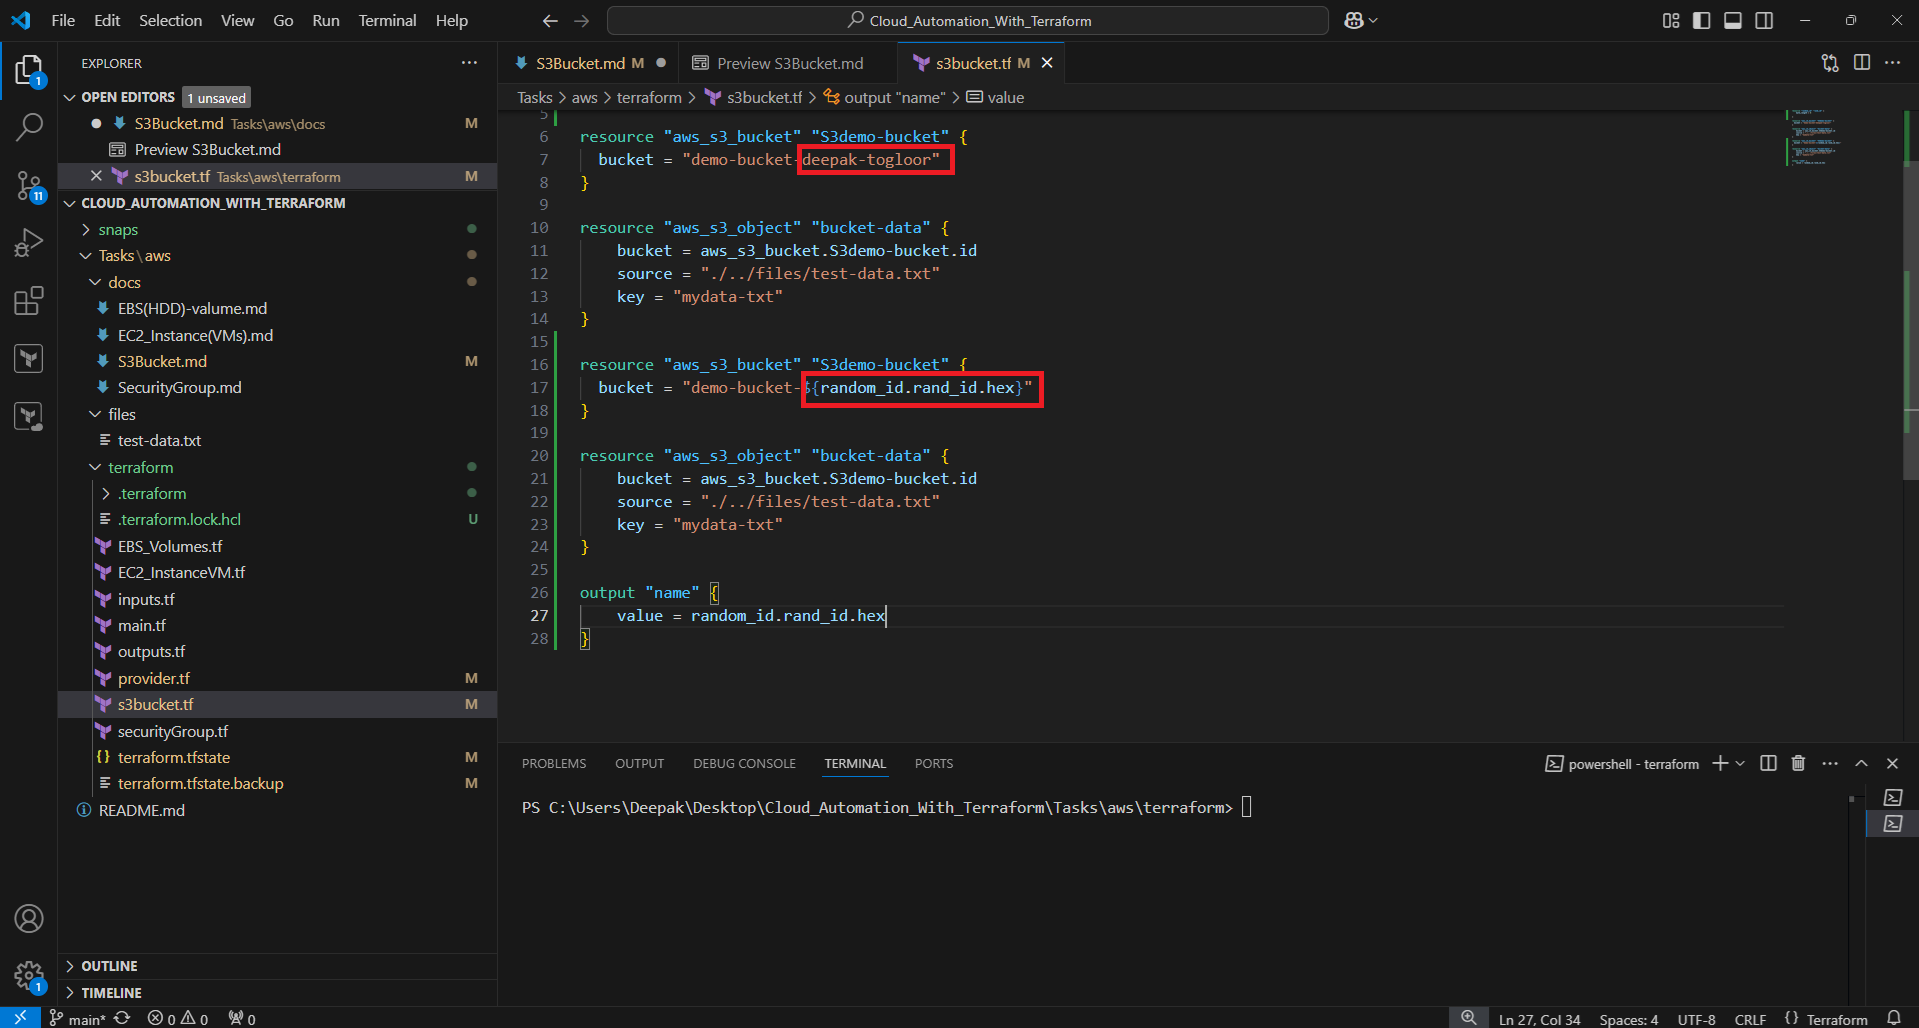 File Edit Selection View Go Run Terminal Help
Cloud_Automation_With_Terraform
EXPLORER
OPEN EDITORS 1 unsaved
S3Bucket.md Tasks\aws\docs M
Preview S3Bucket.md
s3bucket.tf Tasks\aws\terraform M
CLOUD_AUTOMATION_WITH_TERRAFORM
snaps
Tasks\aws
docs
EBS(HDD)-valume.md
EC2_Instance(VMs).md
S3Bucket.md M
SecurityGroup.md
files
test-data.txt
terraform
.terraform
.terraform.lock.hcl U
EBS_Volumes.tf
EC2_InstanceVM.tf
inputs.tf
main.tf
outputs.tf
provider.tf M
s3bucket.tf M
securityGroup.tf
terraform.tfstate M
terraform.tfstate.backup M
README.md
OUTLINE
TIMELINE
1
11
1
S3Bucket.md M
Preview S3Bucket.md
s3bucket.tf M
Tasks > aws > terraform > s3bucket.tf > output "name" > value
5
6 resource "aws_s3_bucket" "S3demo-bucket" {
7 bucket = "demo-bucket-deepak-togloor"
8 }
9
10 resource "aws_s3_object" "bucket-data" {
11 bucket = aws_s3_bucket.S3demo-bucket.id
12 source = "./../files/test-data.txt"
13 key = "mydata-txt"
14 }
15
16 resource "aws_s3_bucket" "S3demo-bucket" {
17 bucket = "demo-bucket-${random_id.rand_id.hex}"
18 }
19
20 resource "aws_s3_object" "bucket-data" {
21 bucket = aws_s3_bucket.S3demo-bucket.id
22 source = "./../files/test-data.txt"
23 key = "mydata-txt"
24 }
25
26 output "name" {
27 value = random_id.rand_id.hex
28 }
PROBLEMS OUTPUT DEBUG CONSOLE TERMINAL PORTS
powershell - terraform
PS C:\Users\Deepak\Desktop\Cloud_Automation_With_Terraform\Tasks\aws\terraform>
main* 0 0 0
Ln 27, Col 34 Spaces: 4 UTF-8 CRLF {} Terraform